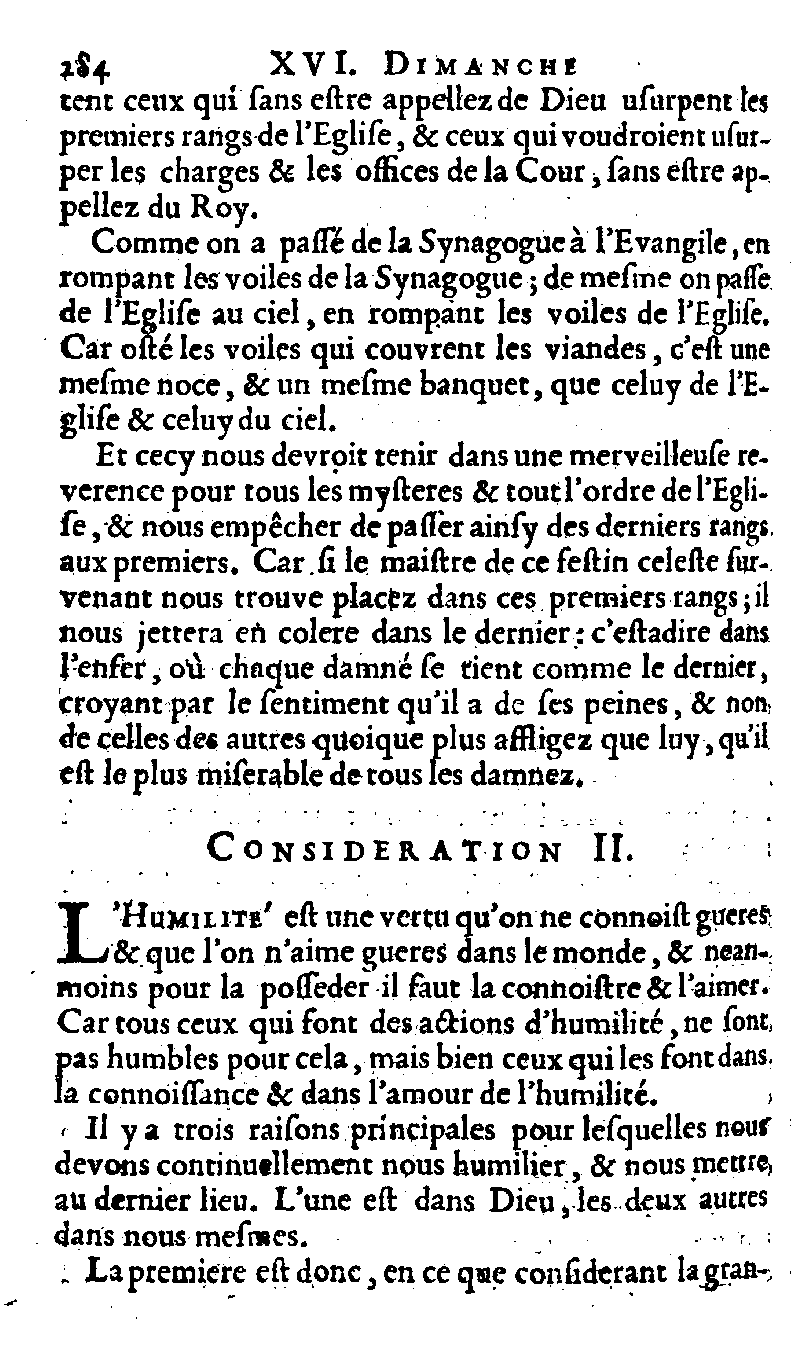 284 XVI. DIMANCHE
tent ceux qui ſans eſtre appellez de Dieu uſurpent les
premiers rangs de l'Egliſe, & ceux qui voudroient uſur-
per les charges & les offices de la Cour, ſans eſtre ap-
pellez du Roy.
Comme on a paſſé de la Synagogue à l'Evangile, en
rompant les voiles de la Synagogue; de meſme on paſſe
de l'Egliſe au ciel, en rompant les voiles de l'Egliſe.
Car oſté les voiles qui couvrent les viandes, c'eſt une
meſme noce, & un meſme banquet, que celuy de l'E-
gliſe & celuy du ciel.
Et cecy nous devroit tenir dans une merveilleuſe re-
verence pour tous les myſteres & tout l'ordre de l'Egli-
ſe, & nous empêcher de paſſer ainſy des derniers rangs
aux premiers. Car ſi le maiſtre de ce feſtin celeſte ſur-
venant nous trouve placez dans ces premiers rangs; il
nous jettera en colere dans le dernier: c'eſtadire dans
l'enfer, où chaque damné ſe tient comme le dernier,
croyant par le ſentiment qu'il a de ſes peines, & non
de celles des autres quoique plus affligez que luy, qu'il
eſt le plus miſerable de tous les damnez.
CONSIDERATION II.
L'HUMILITE' eſt une vertu qu'on ne connoiſt gueres
& que l'on n'aime gueres dans le monde, & nean-
moins pour la poſſeder il faut la connoiſtre & l'aimer.
Car tous ceux qui font des actions d'humilité, ne ſont
pas humbles pour cela, mais bien ceux qui les font dans
la connoiſſance & dans l'amour de l'humilité.
Il y a trois raiſons principales pour leſquelles nous
devons continuellement nous humilier, & nous mettre
au dernier lieu. L'une eſt dans Dieu, les deux autres
dans nous meſmes.
La premiere eſt donc, en ce que conſiderant la gran-